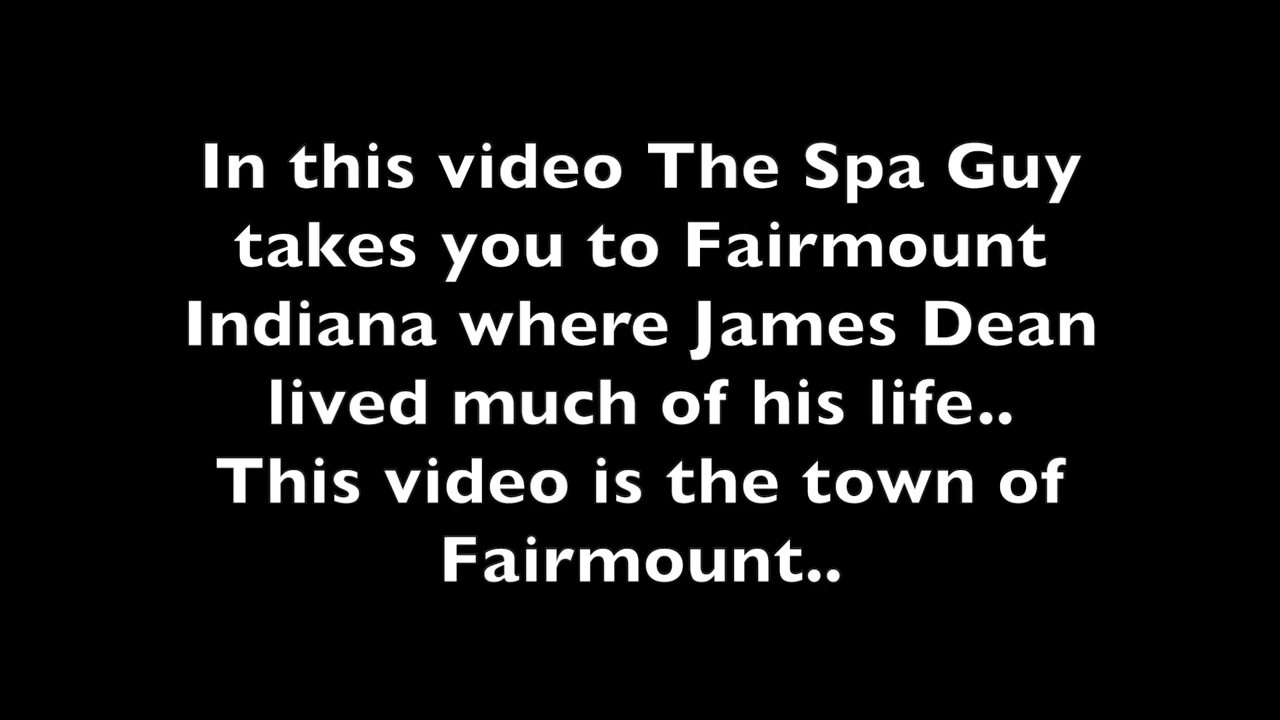 In this video The Spa Guy
takes you to Fairmount
Indiana where James Dean
lived much of his life..
This video is the town of
Fairmount..